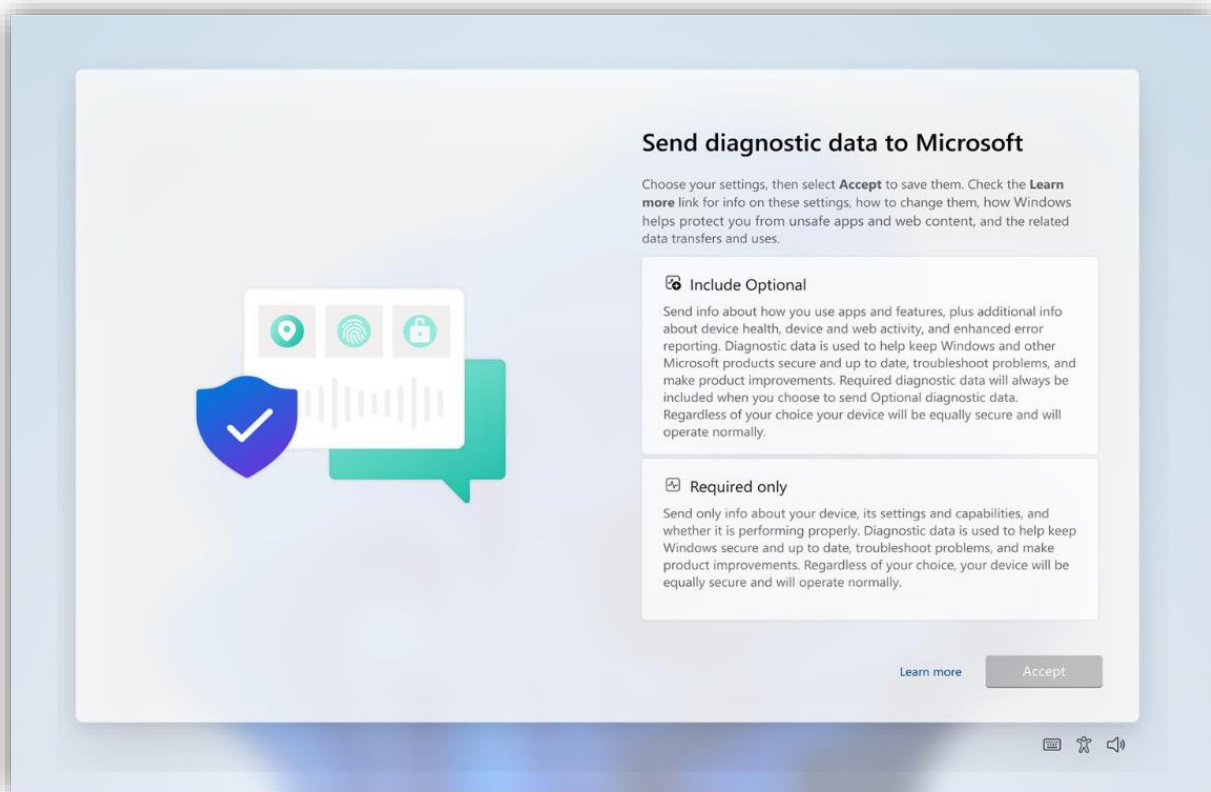 Send diagnostic data to Microsoft
Choose your settings, then select Accept to save them. Check the Learn
more link for info on these settings, how to change them, how Windows
helps protect you from unsafe apps and web content, and the related
data transfers and uses.
Include Optional
Send info about how you use apps and features, plus additional info
about device health, device and web activity, and enhanced error
reporting. Diagnostic data is used to help keep Windows and other
Microsoft products secure and up to date, troubleshoot problems, and
make product improvements. Required diagnostic data will always be
included when you choose to send Optional diagnostic data.
Regardless of your choice your device will be equally secure and will
operate normally.
Required only
Send only info about your device, its settings and capabilities, and
whether it is performing properly. Diagnostic data is used to help keep
Windows secure and up to date, troubleshoot problems, and make
product improvements. Regardless of your choice, your device will be
equally secure and will operate normally.
Learn more
Accept